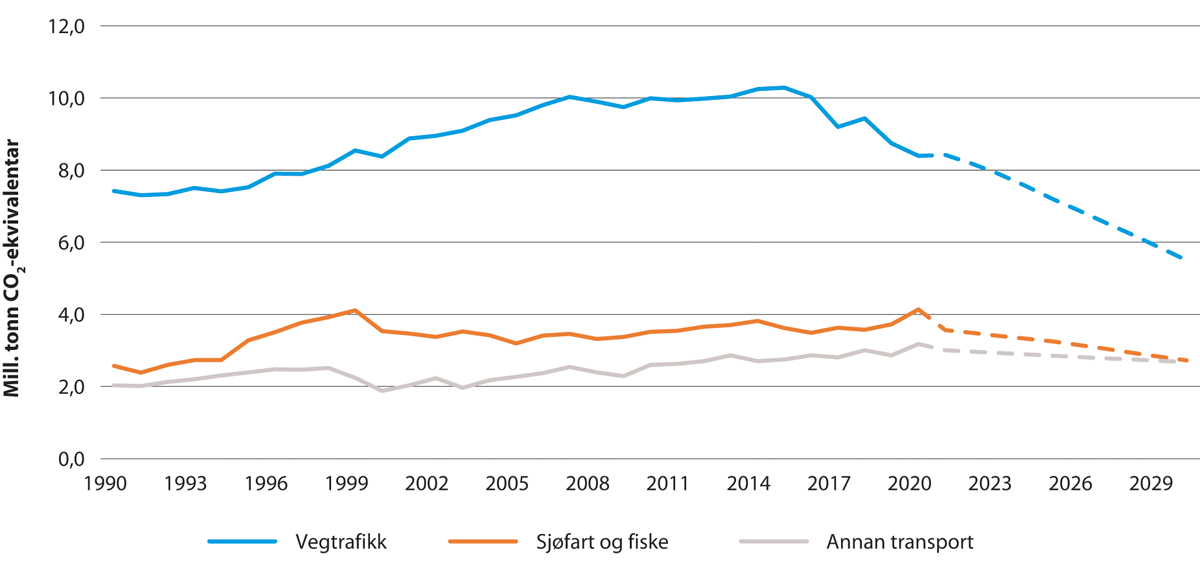 12,0
10,0
8,0
6,0
4,0
2,0
0,0
Mill. tonn CO₂-ekvivalentar
1990 1993 1996 1999 2002 2005 2008 2011 2014 2017 2020 2023 2026 2029
Vegtrafikk Sjøfart og fiske Annan transport